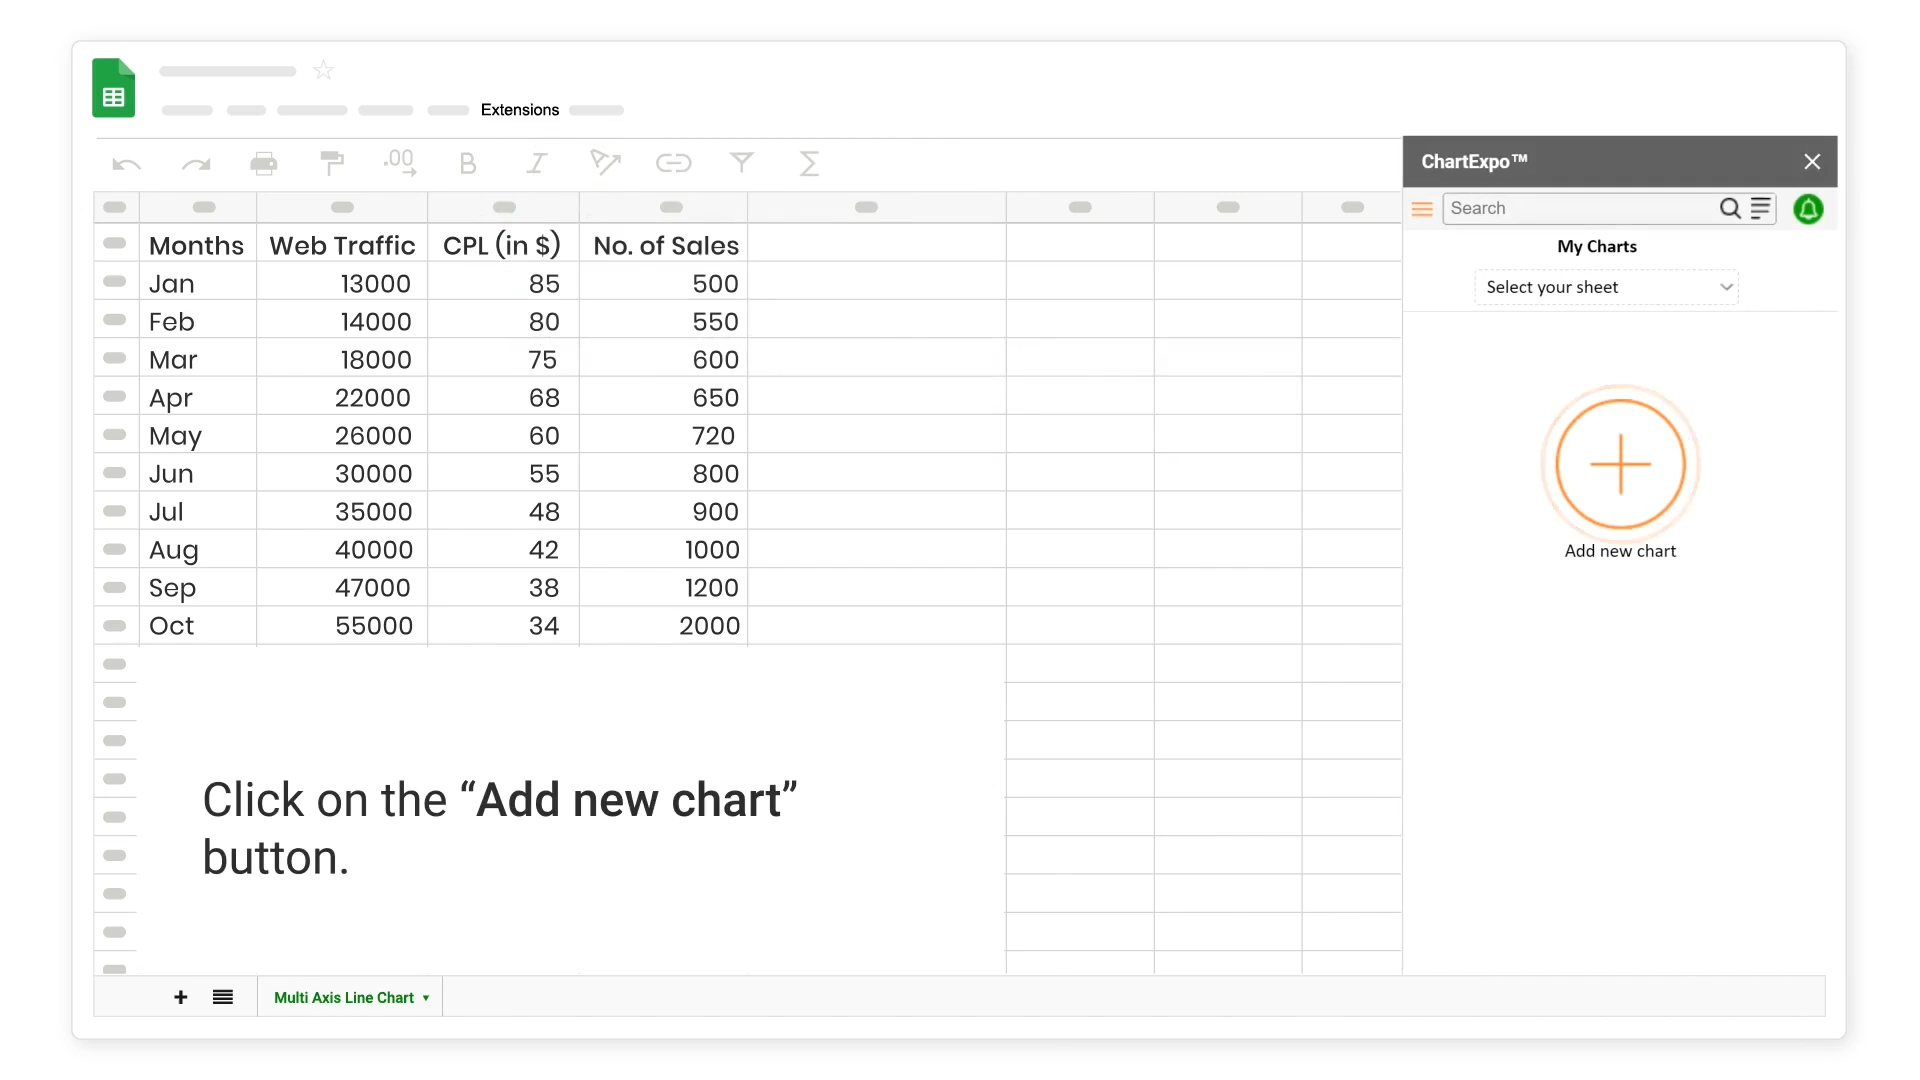 Extensions
.00
B
I
A
Σ
ChartExpo™
Search
My Charts
Select your sheet
Months Web Traffic CPL (in $) No. of Sales
Jan 13000 85 500
Feb 14000 80 550
Mar 18000 75 600
Apr 22000 68 650
May 26000 60 720
Jun 30000 55 800
Jul 35000 48 900
Aug 40000 42 1000
Sep 47000 38 1200
Oct 55000 34 2000
Add new chart
Click on the “Add new chart”
button.
Multi Axis Line Chart